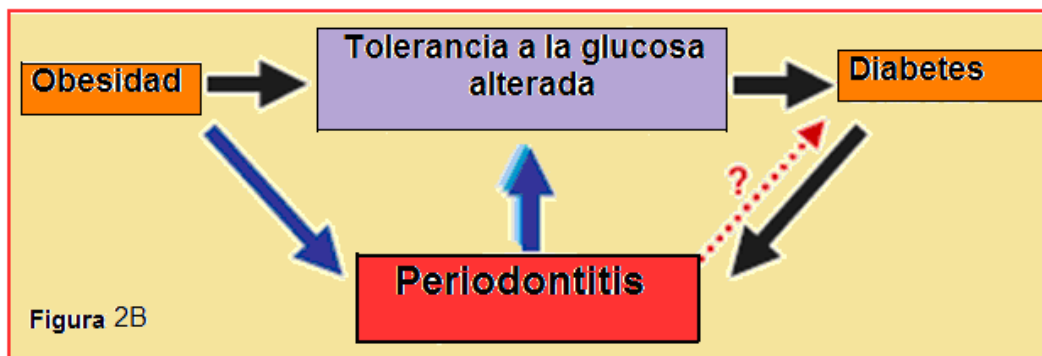 Obesidad
Tolerancia a la glucosa
alterada
Diabetes
?
Periodontitis
Figura 2B